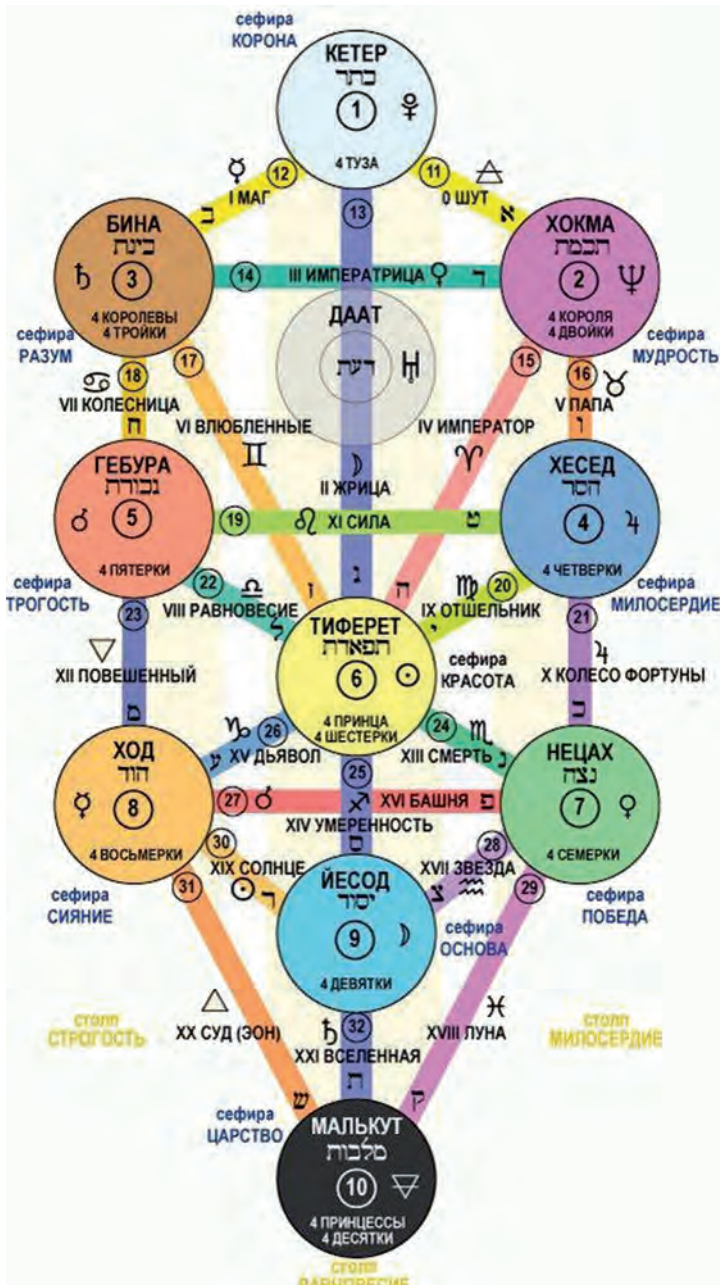 сефира
КОРОНА
КЕТЕР
כתר
1
4 ТУЗА
12
I МАГ
ב
11
0 ШУТ
א
13
БИНА
בינת
3
4 КОРОЛЕВЫ
4 ТРОЙКИ
14
III ИМПЕРАТРИЦА
ד
ХОКМА
תכמת
2
4 КОРОЛЯ
4 ДВОЙКИ
ДААТ
דעת
сефира
РАЗУМ
сефира
МУДРОСТЬ
18
VII КОЛЕСНИЦА
ח
17
VI ВЛЮБЛЕННЫЕ
15
IV ИМПЕРАТОР
16
V ПАПА
ו
II ЖРИЦА
ГЕБУРА
נבורת
5
4 ПЯТЕРКИ
19
XI СИЛА
ט
ХЕСЕД
הסר
4
4 ЧЕТВЕРКИ
сефира
ТРОГОСТЬ
сефира
МИЛОСЕРДИЕ
22
VIII РАВНОВЕСИЕ
ל
ו
ג
ה
20
IX ОТШЕЛЬНИК
י
23
XII ПОВЕШЕННЫЙ
מ
21
X КОЛЕСО ФОРТУНЫ
כ
ТИФЕРЕТ
תפאדת
6
4 ПРИНЦА
4 ШЕСТЕРКИ
сефира
КРАСОТА
26
XV ДЬЯВОЛ
ע
24
XIII СМЕРТЬ
נ
25
ХОД
הוד
8
4 ВОСЬМЕРКИ
27
XVI БАШНЯ
פ
XIV УМЕРЕННОСТЬ
ס
НЕЦАХ
נצה
7
4 СЕМЕРКИ
30
XIX СОЛНЦЕ
ר
28
XVII ЗВЕЗДА
צ
31
29
сефира
СИЯНИЕ
сефира
ПОБЕДА
ЙЕСОД
יסוד
9
4 ДЕВЯТКИ
сефира
ОСНОВА
столп
СТРОГОСТЬ
столп
МИЛОСЕРДИЕ
XX СУД (ЭОН)
ש
32
XXI ВСЕЛЕННАЯ
ת
XVIII ЛУНА
ק
сефира
ЦАРСТВО
МАЛЬКУТ
מלכות
10
4 ПРИНЦЕССЫ
4 ДЕСЯТКИ
столп